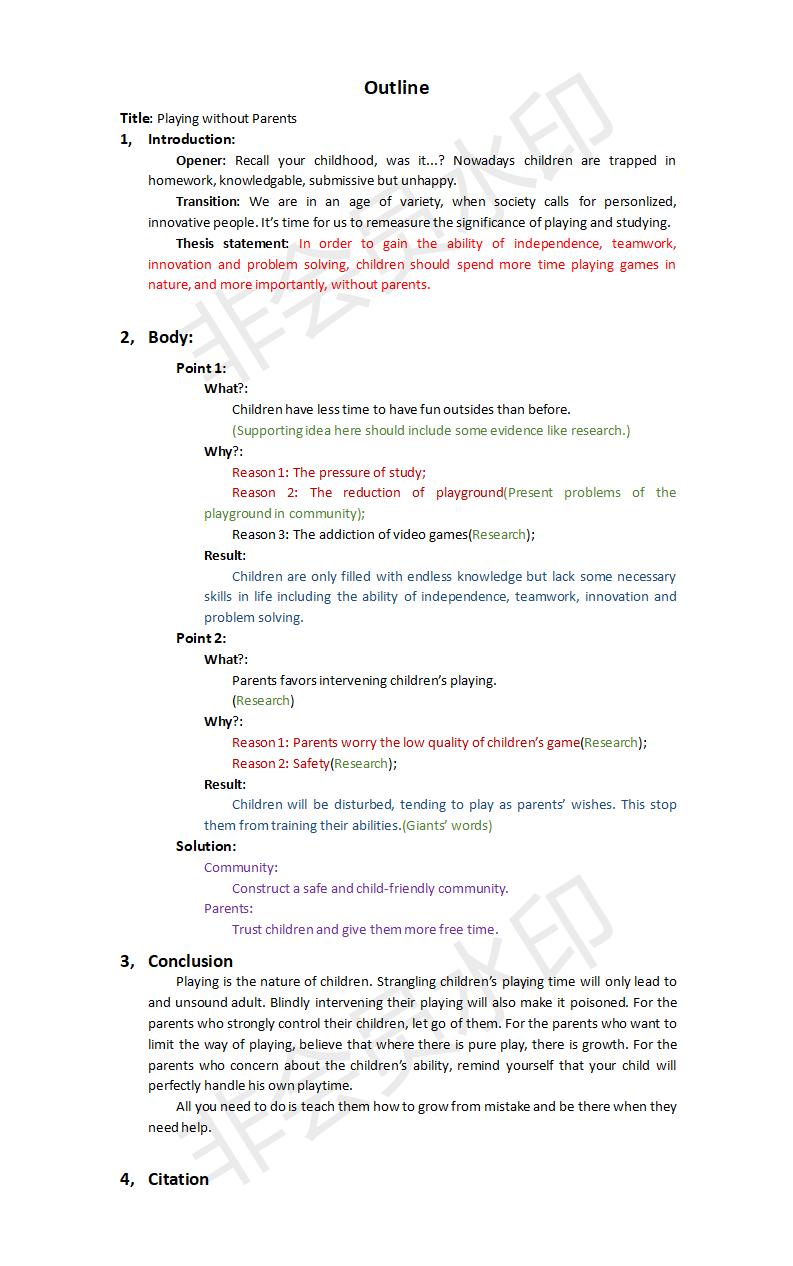 Outline
Title: Playing without Parents
1, Introduction:
Opener: Recall your childhood, was it...? Nowadays children are trapped in
homework, knowledgable, submissive but unhappy.
Transition: We are in an age of variety, when society calls for personlized,
innovative people. It's time for us to remeasure the significance of playing and studying.
Thesis statement: In order to gain the ability of independence, teamwork,
innovation and problem solving, children should spend more time playing games in
nature, and more importantly, without parents.
2, Body:
Point 1:
What?:
Children have less time to have fun outsides than before.
(Supporting idea here should include some evidence like research.)
Why?:
Reason 1: The pressure of study;
Reason 2: The reduction of playground(Present problems of the
playground in community);
Reason 3: The addiction of video games(Research);
Result:
Children are only filled with endless knowledge but lack some necessary
skills in life including the ability of independence, teamwork, innovation and
problem solving.
Point 2:
What?:
Parents favors intervening children's playing.
(Research)
Why?:
Reason 1: Parents worry the low quality of children's game(Research);
Reason 2: Safety(Research);
Result:
Children will be disturbed, tending to play as parents' wishes. This stop
them from training their abilities.(Giants' words)
Solution:
Community:
Construct a safe and child-friendly community.
Parents:
Trust children and give them more free time.
3, Conclusion
Playing is the nature of children. Strangling children's playing time will only lead to
and unsound adult. Blindly intervening their playing will also make it poisoned. For the
parents who strongly control their children, let go of them. For the parents who want to
limit the way of playing, believe that where there is pure play, there is growth. For the
parents who concern about the children's ability, remind yourself that your child will
perfectly handle his own playtime.
All you need to do is teach them how to grow from mistake and be there when they
need help.
4, Citation
非会员水印
非会员水印